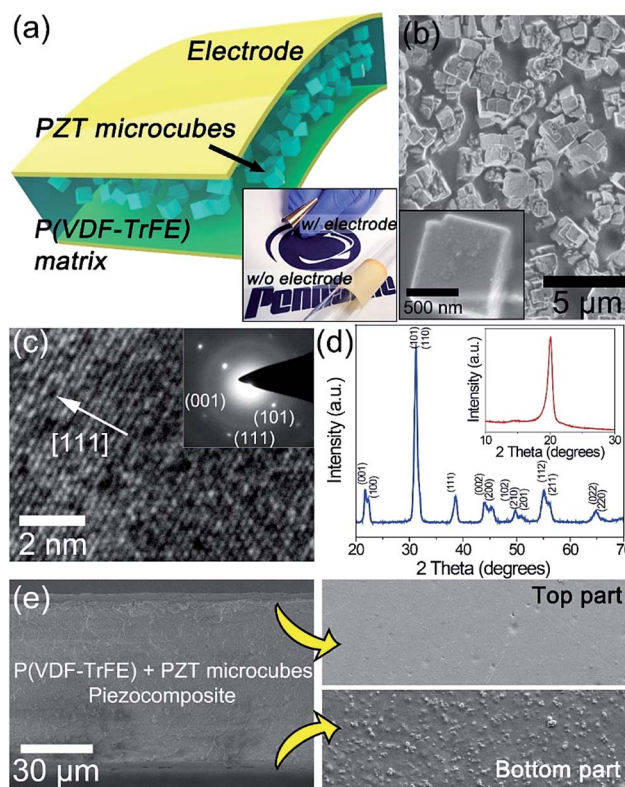 (a)
Electrode
PZT microcubes
P(VDF-TrFE)
matrix
w/ electrode
w/o electrode
(b)
500 nm
5 μm
(c)
[111]
2 nm
(001)
(101)
(111)
(d)
Intensity (a.u.)
(001)
(100)
(101)
(110)
(111)
(002)
(200)
(102)
(210)
(201)
(112)
(211)
(022)
(220)
20 30 40 50 60 70
2 Theta (degrees)
Intensity (a.u.)
10 20 30
2 Theta (degrees)
(e)
P(VDF-TrFE) + PZT microcubes
Piezocomposite
30 μm
Top part
Bottom part